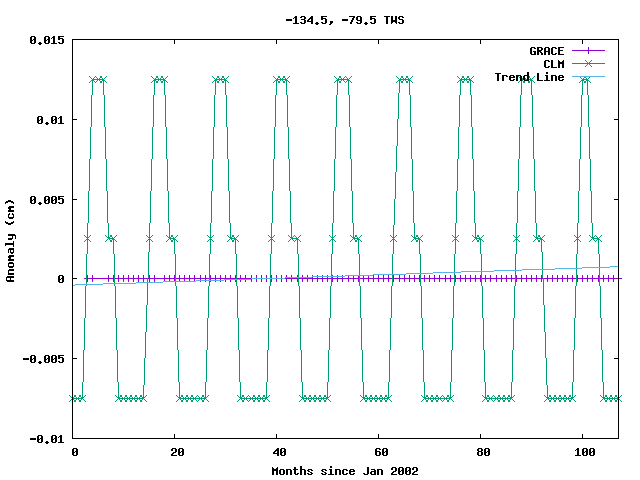 -134.5, -79.5 TWS
0.015
GRACE
CLM
Trend Line
0.01
0.005
0
-0.005
-0.01
Anomaly (cm)
0 20 40 60 80 100
Months since Jan 2002